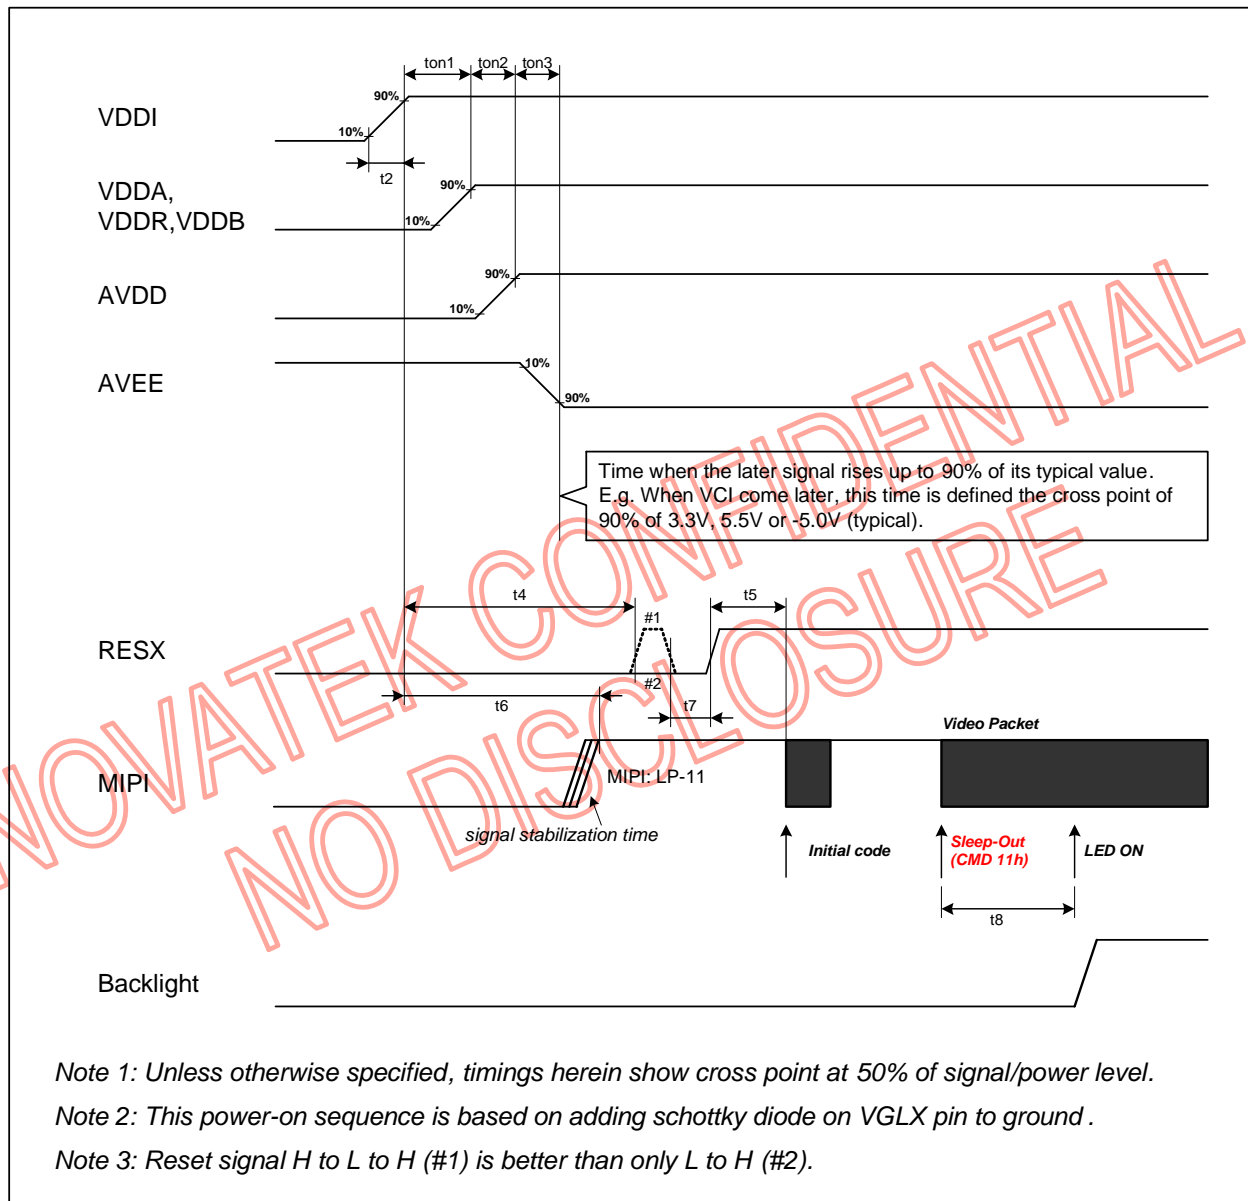 ton1 ton2 ton3
VDDI
90%
10%
t2
VDDA,
VDDR,VDDB
90%
10%
AVDD
90%
10%
AVEE
10%
90%
Time when the later signal rises up to 90% of its typical value.
E.g. When VCI come later, this time is defined the cross point of
90% of 3.3V, 5.5V or -5.0V (typical).
t4
t5
#1
RESX
#2
t6
t7
Video Packet
MIPI
MIPI: LP-11
signal stabilization time
Initial code
Sleep-Out
(CMD 11h)
LED ON
t8
Backlight
Note 1: Unless otherwise specified, timings herein show cross point at 50% of signal/power level.
Note 2: This power-on sequence is based on adding schottky diode on VGLX pin to ground .
Note 3: Reset signal H to L to H (#1) is better than only L to H (#2).
NOVATEK CONFIDENTIAL
NO DISCLOSURE